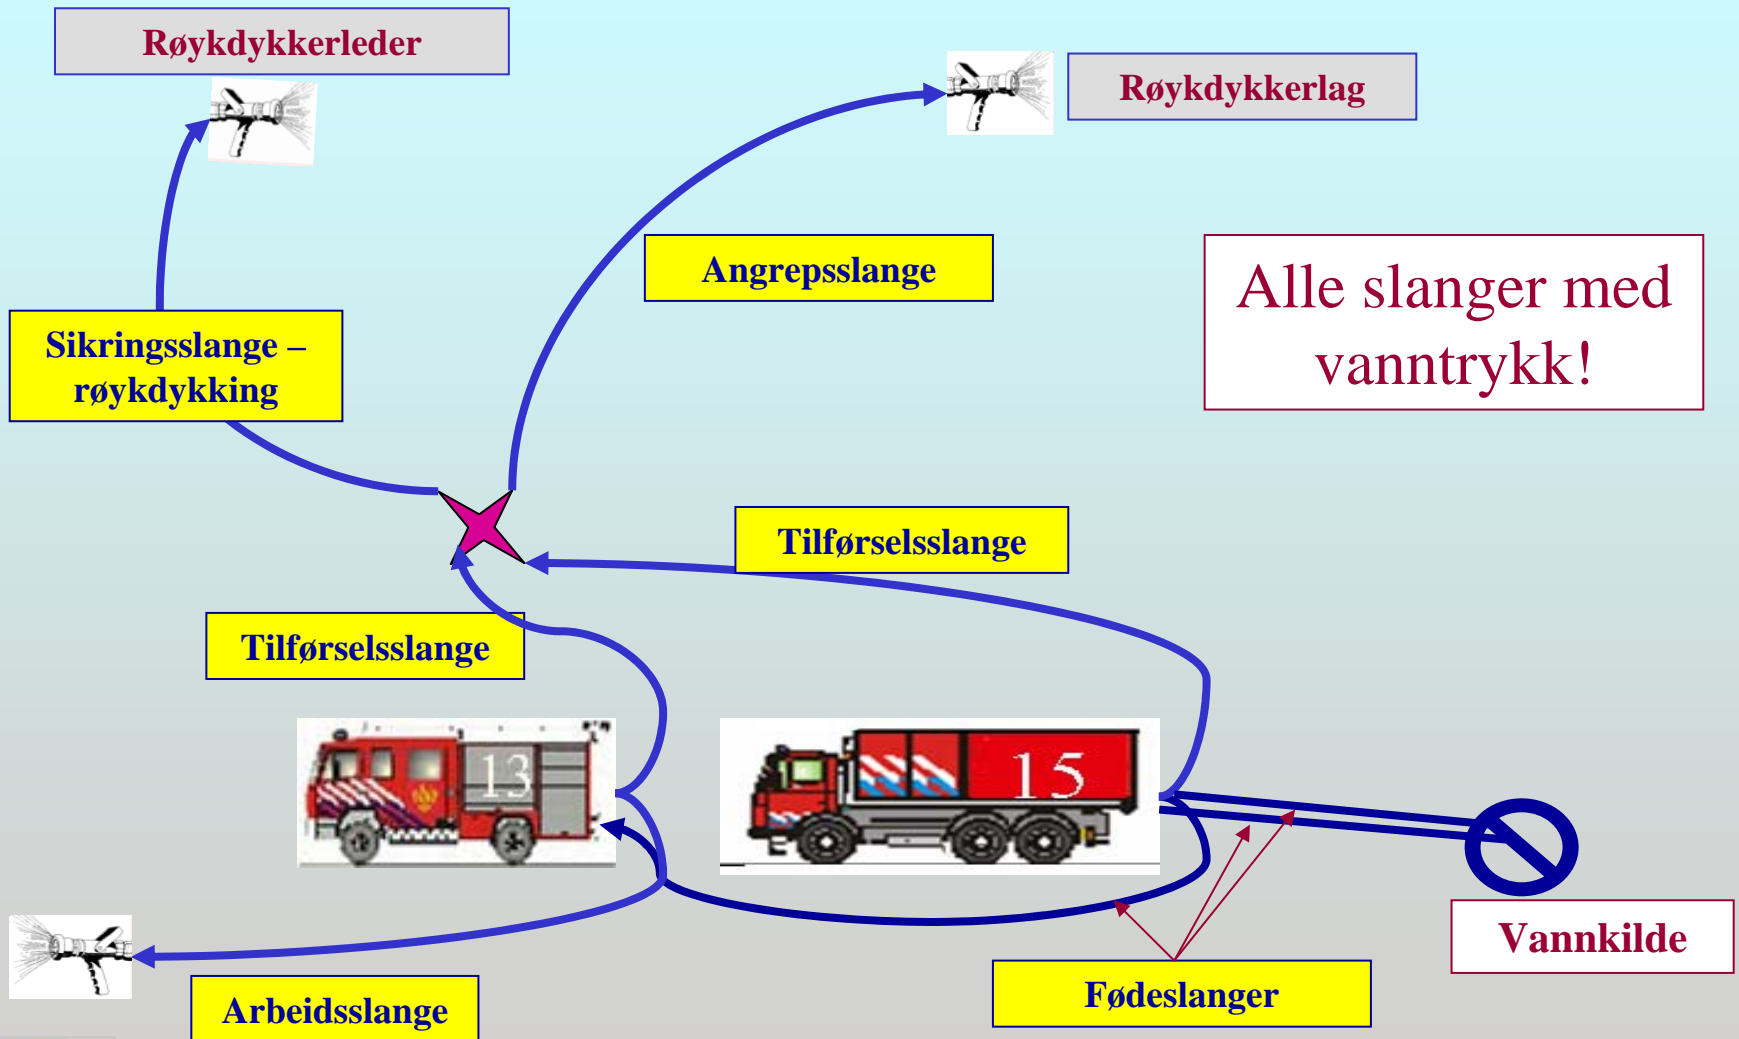 Røykdykkerleder
Røykdykkerlag
Angrepsslange
Alle slanger med
vanntrykk!
Sikringsslange –
røykdykking
Tilførselsslange
Tilførselsslange
13
15
Vannkilde
Fødeslanger
Arbeidsslange